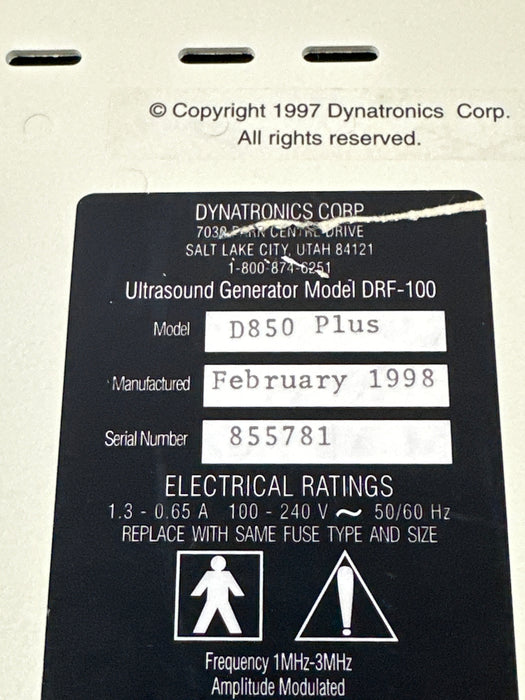 © Copyright 1997 Dynatronics Corp.
All rights reserved.
DYNATRONICS CORP
7030 PARK CENTRE DRIVE
SALT LAKE CITY, UTAH 84121
1-800-874-6251
Ultrasound Generator Model DRF-100
Model D850 Plus
Manufactured February 1998
Serial Number 855781
ELECTRICAL RATINGS
1.3 - 0.65 A 100 - 240 V ~ 50/60 Hz
REPLACE WITH SAME FUSE TYPE AND SIZE
Frequency 1MHz-3MHz
Amplitude Modulated